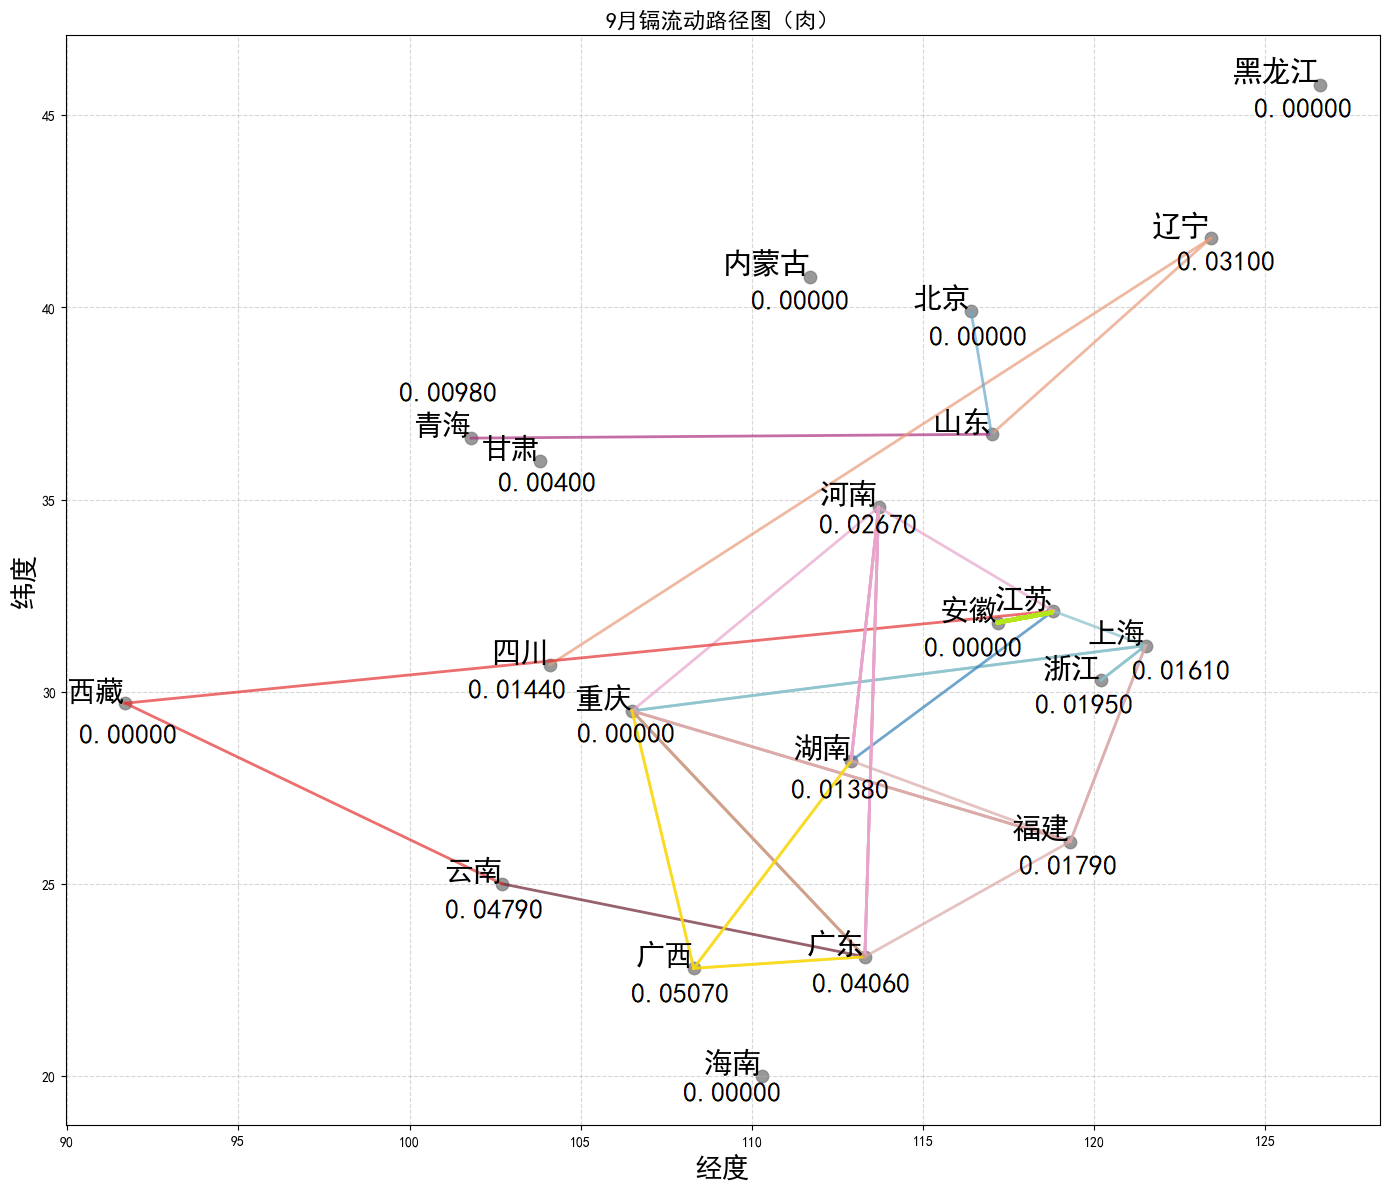 9月镉流动路径图（肉）
纬度
45
40
35
30
25
20
黑龙江
0.00000
辽宁
0.03100
内蒙古
0.00000
北京
0.00000
0.00980
青海
甘肃
0.00400
山东
河南
0.02670
江苏
安徽
0.00000
上海
0.01610
浙江
0.01950
四川
0.01440
西藏
0.00000
重庆
0.00000
湖南
0.01380
福建
0.01790
云南
0.04790
广西
0.05070
广东
0.04060
海南
0.00000
90 95 100 105 110 115 120 125
经度